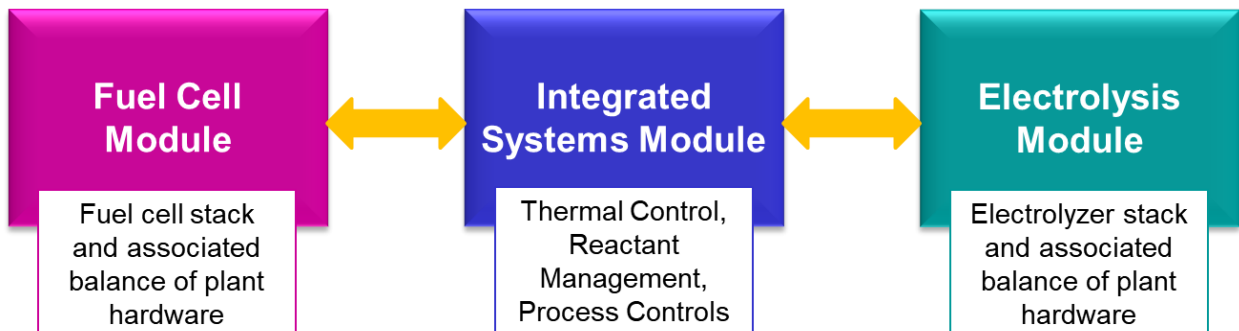 Fuel Cell
Module
Integrated
Systems Module
Electrolysis
Module
Fuel cell stack
and associated
balance of plant
hardware
Thermal Control,
Reactant
Management,
Process Controls
Electrolyzer stack
and associated
balance of plant
hardware